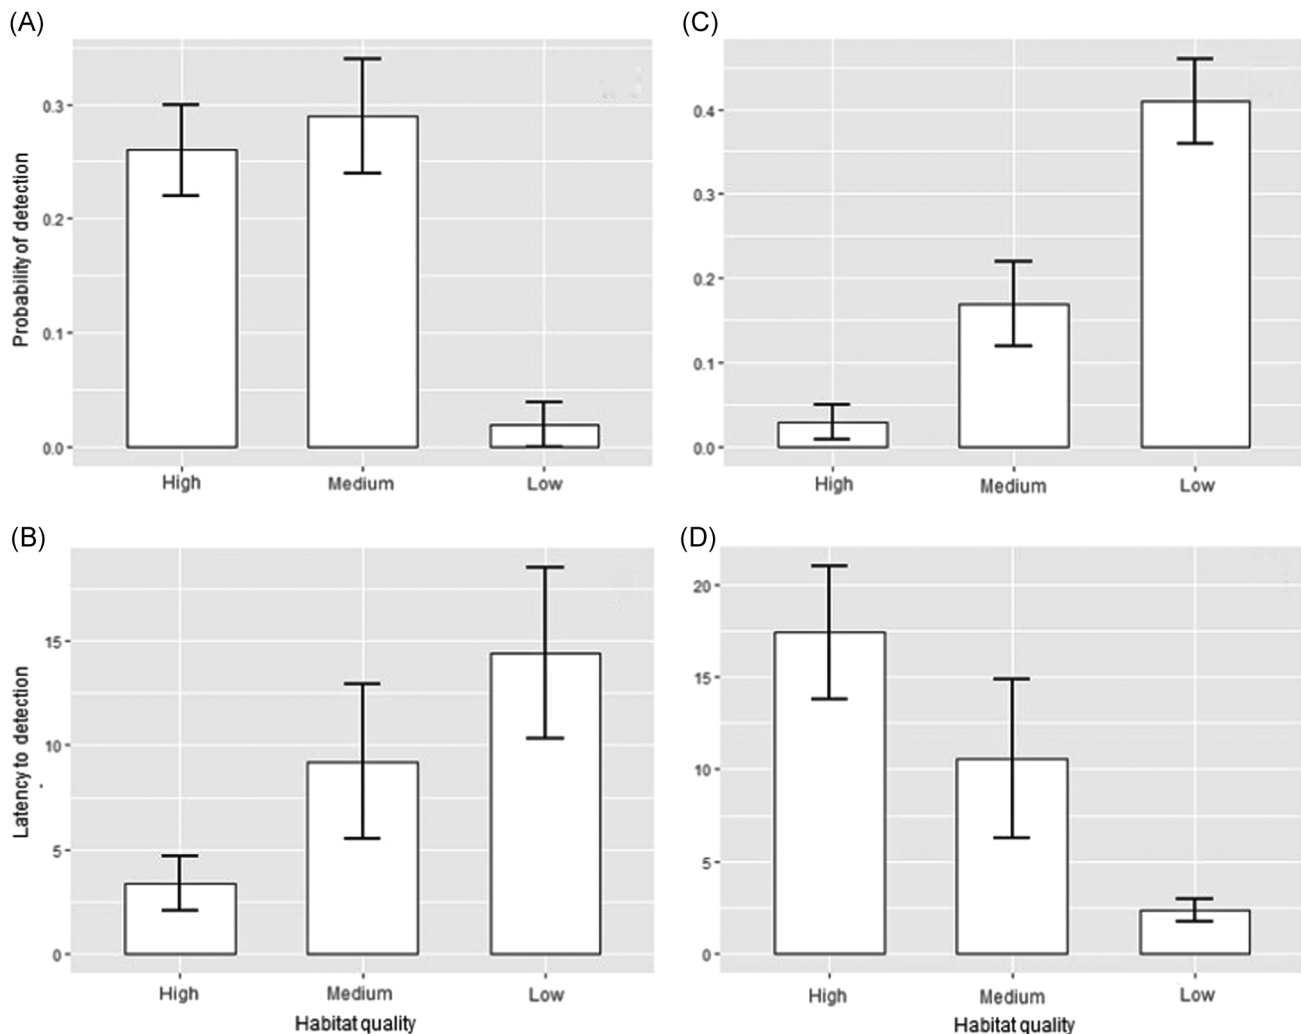 (A)
Probability of detection
0.3
0.2
0.1
0.0
High Medium Low
(C)
0.4
0.3
0.2
0.1
0.0
High Medium Low
(B)
Latency to detection
15
10
5
0
High Medium Low
Habitat quality
(D)
20
15
10
5
0
High Medium Low
Habitat quality